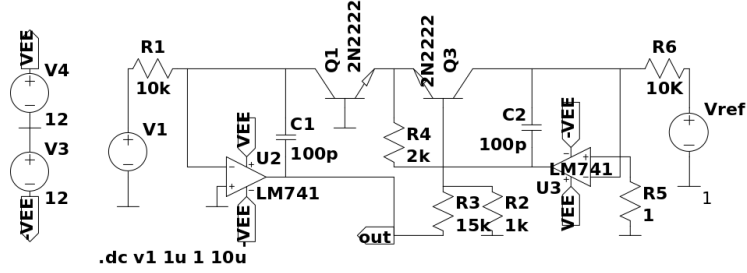 VEE
V4
12
V3
12
-VEE
R1
10k
V1
Q1
2N2222
2N2222
Q3
C1
100p
VEE
U2
LM741
-VEE
R4
2k
C2
100p
-VEE
LM741
U3
VEE
R6
10K
Vref
1
R5
1
R3
15k
R2
1k
out
.dc v1 1u 1 10u